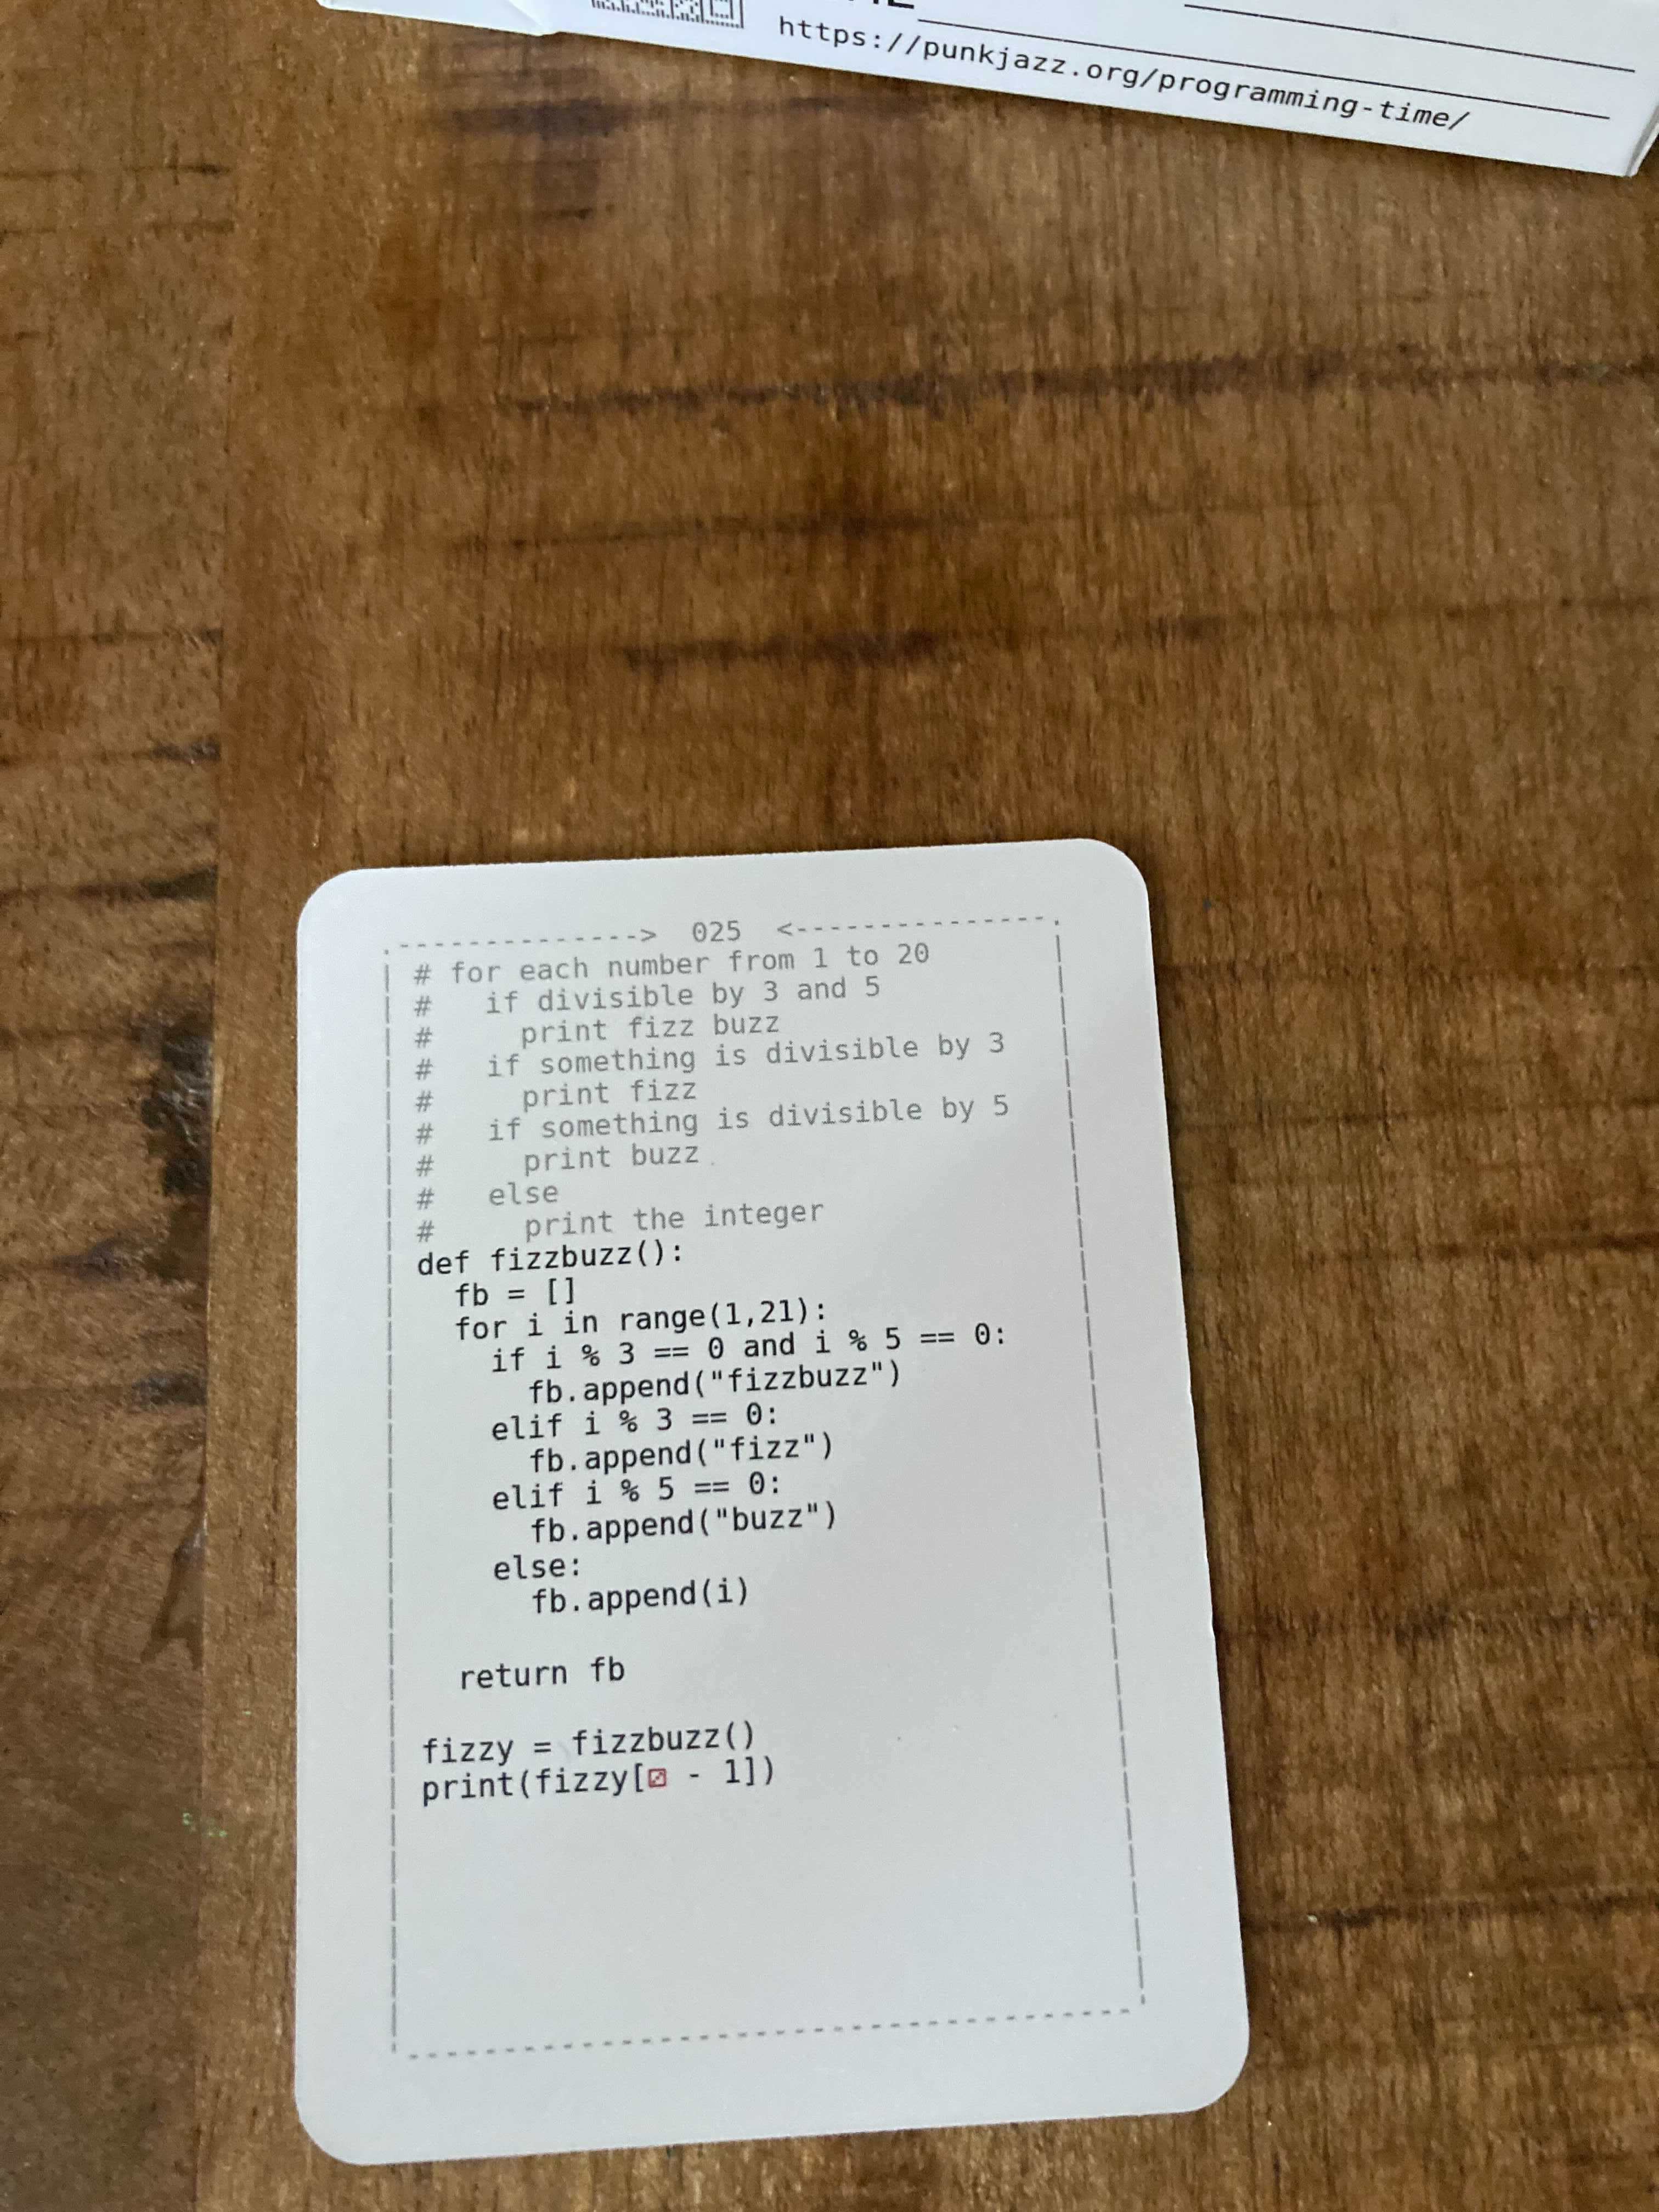 https://punkjazz.org/programming-time/
.--------------> 025 <---------------.
# for each number from 1 to 20
#   if divisible by 3 and 5
#     print fizz buzz
#   if something is divisible by 3
#     print fizz
#   if something is divisible by 5
#     print buzz
#   else
#     print the integer
def fizzbuzz():
  fb = []
  for i in range(1,21):
    if i % 3 == 0 and i % 5 == 0:
      fb.append("fizzbuzz")
    elif i % 3 == 0:
      fb.append("fizz")
    elif i % 5 == 0:
      fb.append("buzz")
    else:
      fb.append(i)
  return fb
fizzy = fizzbuzz()
print(fizzy[⚂ - 1])